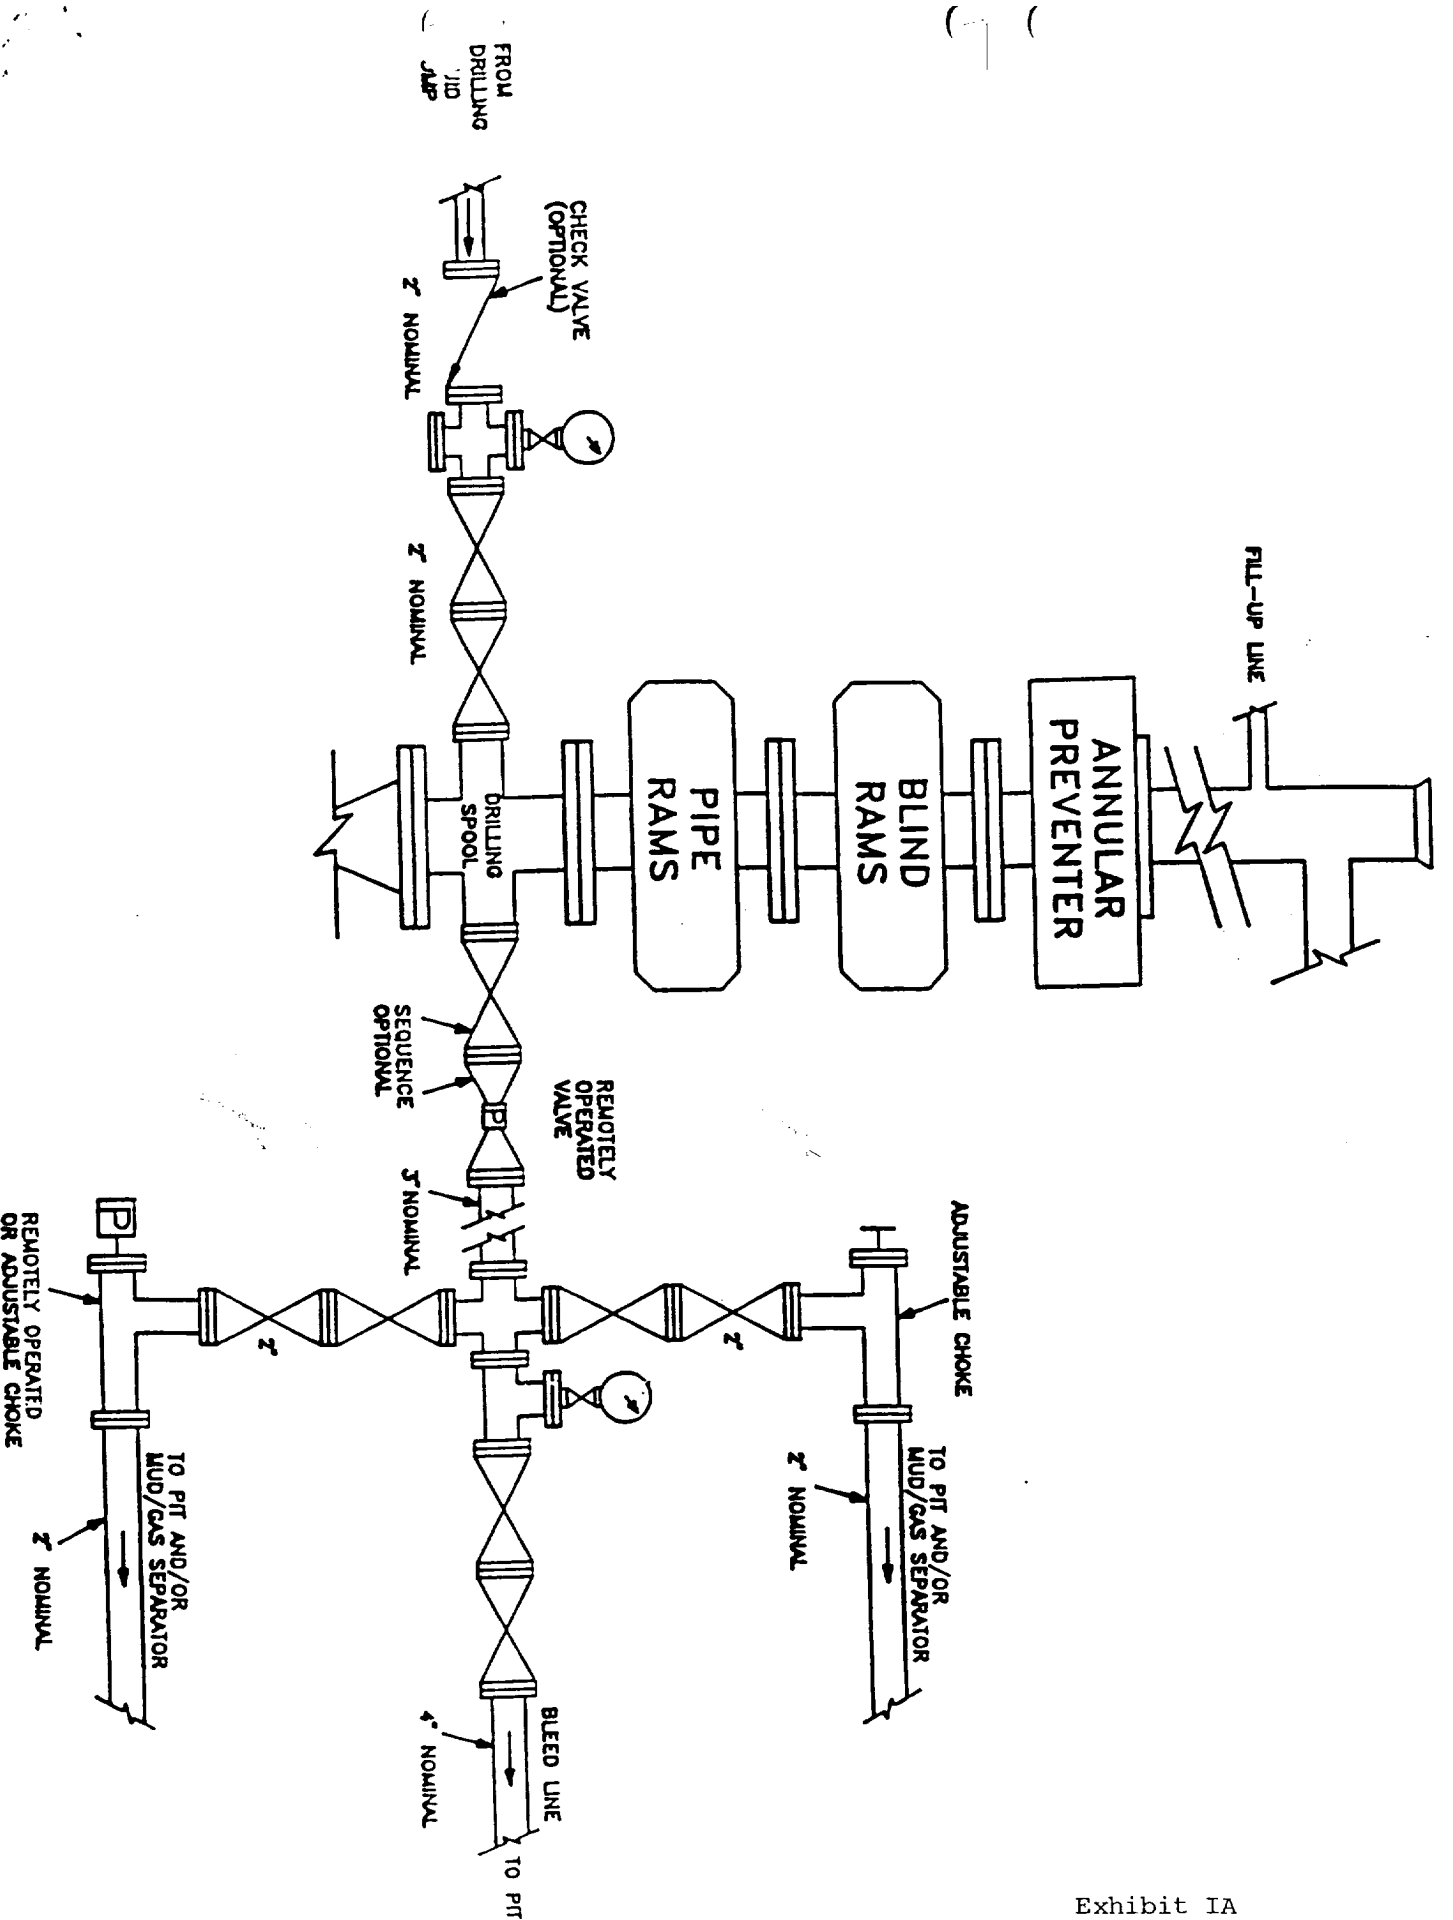 FILL-UP LINE
ANNULAR
PREVENTER
BLIND
RAMS
PIPE
RAMS
DRILLING
SPOOL
FROM
DRILLING
CHECK VALVE
(OPTIONAL)
2" NOMINAL
2" NOMINAL
SEQUENCE
OPTIONAL
REMOTELY
OPERATED
VALVE
P
3" NOMINAL
ADJUSTABLE CHOKE
2"
TO PIT AND/OR
MUD/GAS SEPARATOR
2" NOMINAL
BLEED LINE
TO PIT
4" NOMINAL
2"
P
REMOTELY OPERATED
OR ADJUSTABLE CHOKE
TO PIT AND/OR
MUD/GAS SEPARATOR
2" NOMINAL
Exhibit IA